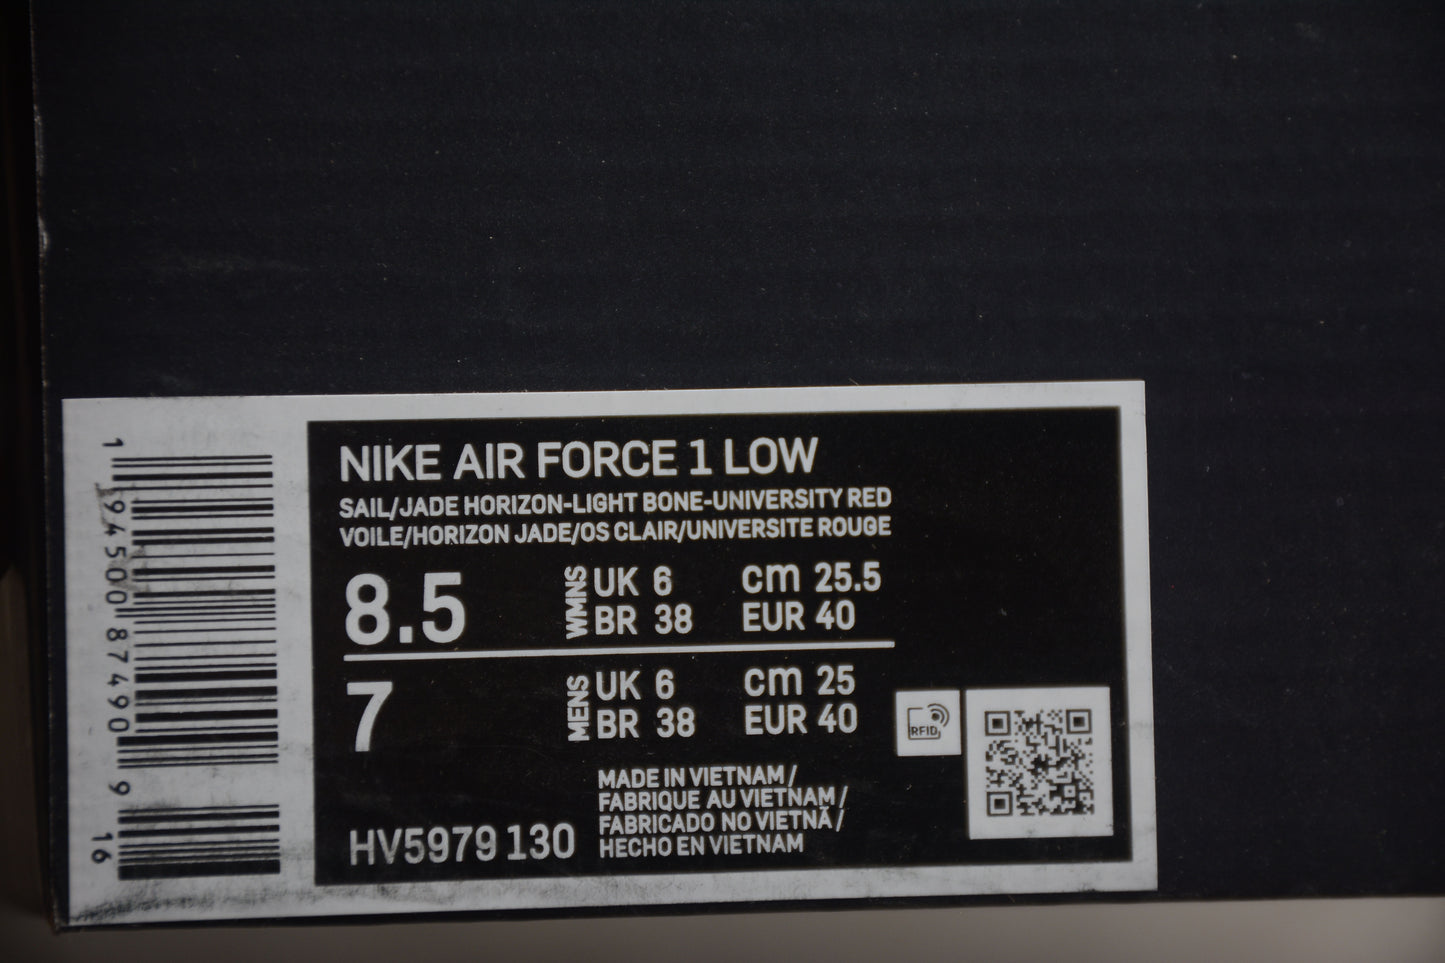 1 94500 87490 9
16
NIKE AIR FORCE 1 LOW
SAIL/JADE HORIZON-LIGHT BONE-UNIVERSITY RED
VOILE/HORIZON JADE/OS CLAIR/UNIVERSITE ROUGE
8.5 WMNS UK 6 cm 25.5
BR 38 EUR 40
7 MENS UK 6 cm 25
BR 38 EUR 40
RFID
MADE IN VIETNAM /
FABRIQUE AU VIETNAM /
FABRICADO NO VIETNÃ /
HECHO EN VIETNAM
HV5979 130